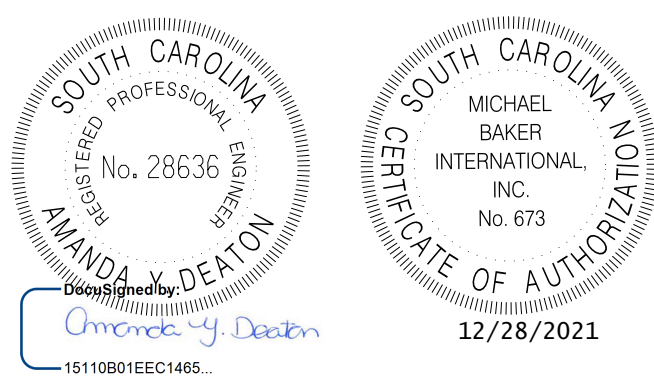 SOUTH CAROLINA
REGISTERED PROFESSIONAL ENGINEER
No. 28636
AMANDA Y DEATON
DocuSigned by:
Amanda Y. Deaton
15110B01EEC1465...
SOUTH CAROLINA
MICHAEL
BAKER
INTERNATIONAL,
INC.
No. 673
CERTIFICATE OF AUTHORIZATION
12/28/2021